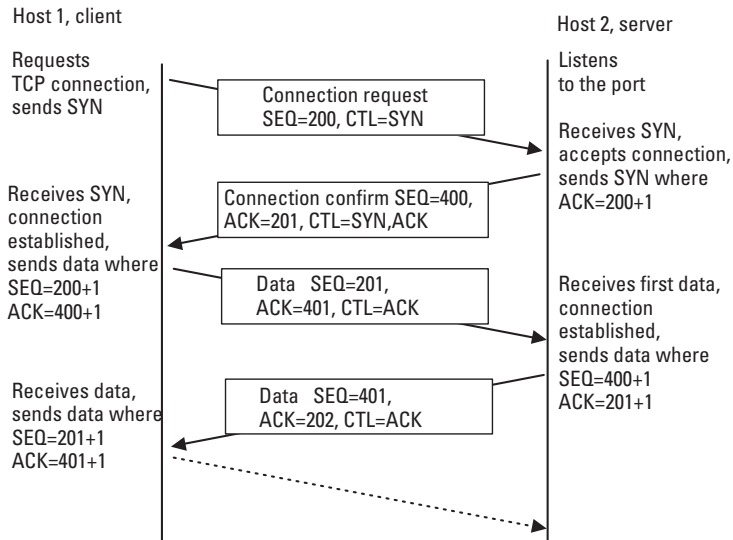 Host 1, client
Host 2, server
Requests
TCP connection,
sends SYN
Listens
to the port
Connection request
SEQ=200, CTL=SYN
Receives SYN,
accepts connection,
sends SYN where
ACK=200+1
Receives SYN,
connection
established,
sends data where
SEQ=200+1
ACK=400+1
Connection confirm SEQ=400,
ACK=201, CTL=SYN,ACK
Data SEQ=201,
ACK=401, CTL=ACK
Receives first data,
connection
established,
sends data where
SEQ=400+1
ACK=201+1
Data SEQ=401,
ACK=202, CTL=ACK
Receives data,
sends data where
SEQ=201+1
ACK=401+1